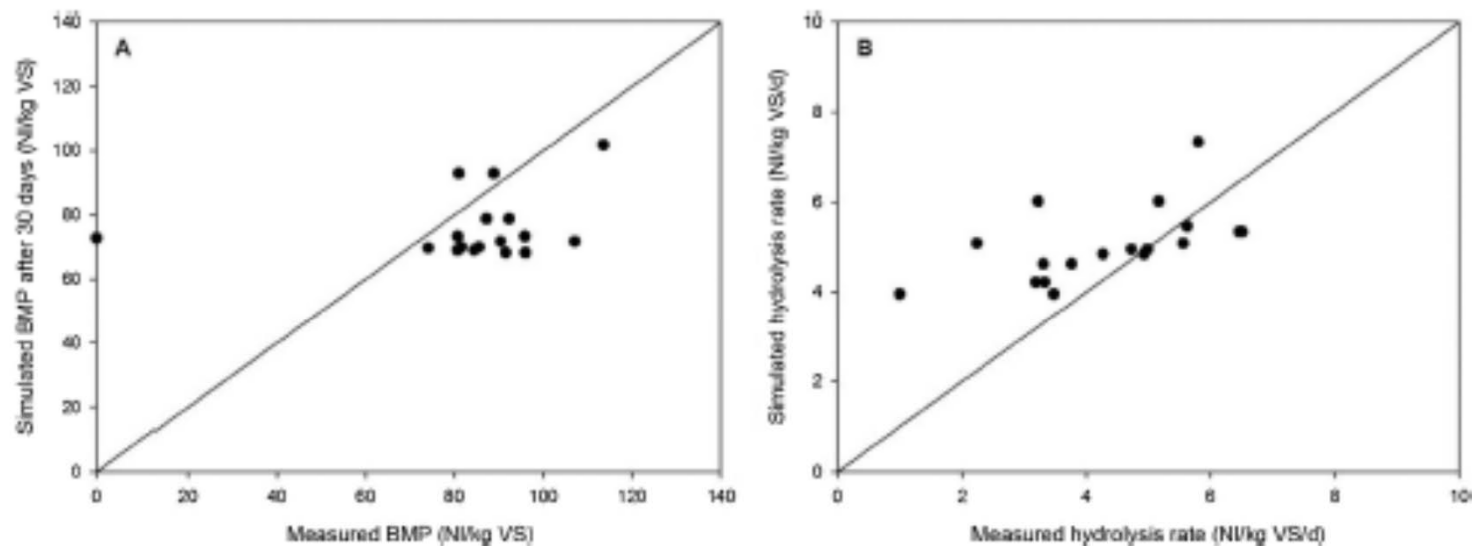 A
Simulated BMP after 30 days (Nl/kg VS)
140
120
100
80
60
40
20
0
0 20 40 60 80 100 120 140
Measured BMP (Nl/kg VS)
B
Simulated hydrolysis rate (Nl/kg VS/d)
10
8
6
4
2
0
0 2 4 6 8 10
Measured hydrolysis rate (Nl/kg VS/d)